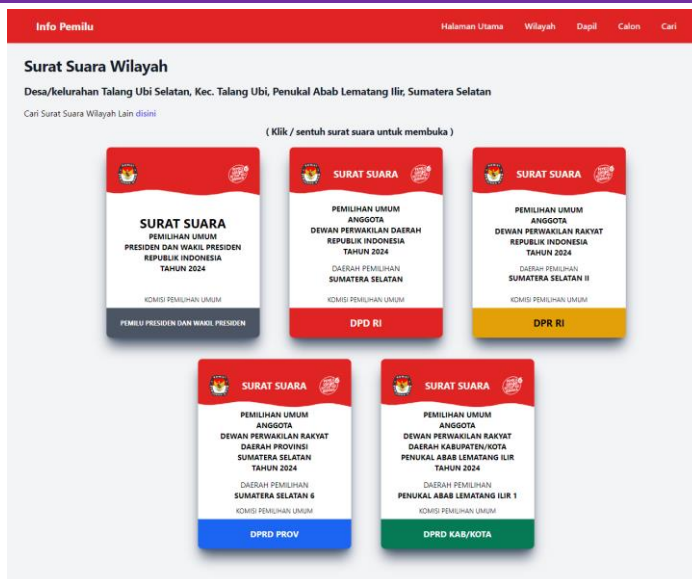 Info Pemilu
Halaman Utama Wilayah Dapil Calon Cari
Surat Suara Wilayah
Desa/kelurahan Talang Ubi Selatan, Kec. Talang Ubi, Penukal Abab Lematang Ilir, Sumatera Selatan
Cari Surat Suara Wilayah Lain disini
( Klik / sentuh surat suara untuk membuka )
SURAT SUARA
PEMILIHAN UMUM
PRESIDEN DAN WAKIL PRESIDEN
REPUBLIK INDONESIA
TAHUN 2024
KOMISI PEMILIHAN UMUM
PEMILU PRESIDEN DAN WAKIL PRESIDEN
SURAT SUARA
PEMILIHAN UMUM
ANGGOTA
DEWAN PERWAKILAN DAERAH
REPUBLIK INDONESIA
TAHUN 2024
DAERAH PEMILIHAN
SUMATERA SELATAN
KOMISI PEMILIHAN UMUM
DPD RI
SURAT SUARA
PEMILIHAN UMUM
ANGGOTA
DEWAN PERWAKILAN RAKYAT
REPUBLIK INDONESIA
TAHUN 2024
DAERAH PEMILIHAN
SUMATERA SELATAN II
KOMISI PEMILIHAN UMUM
DPR RI
SURAT SUARA
PEMILIHAN UMUM
ANGGOTA
DEWAN PERWAKILAN RAKYAT
DAERAH PROVINSI
SUMATERA SELATAN
TAHUN 2024
DAERAH PEMILIHAN
SUMATERA SELATAN 6
KOMISI PEMILIHAN UMUM
DPRD PROV
SURAT SUARA
PEMILIHAN UMUM
ANGGOTA
DEWAN PERWAKILAN RAKYAT
DAERAH KABUPATEN/KOTA
PENUKAL ABAB LEMATANG ILIR
TAHUN 2024
DAERAH PEMILIHAN
PENUKAL ABAB LEMATANG ILIR 1
KOMISI PEMILIHAN UMUM
DPRD KAB/KOTA